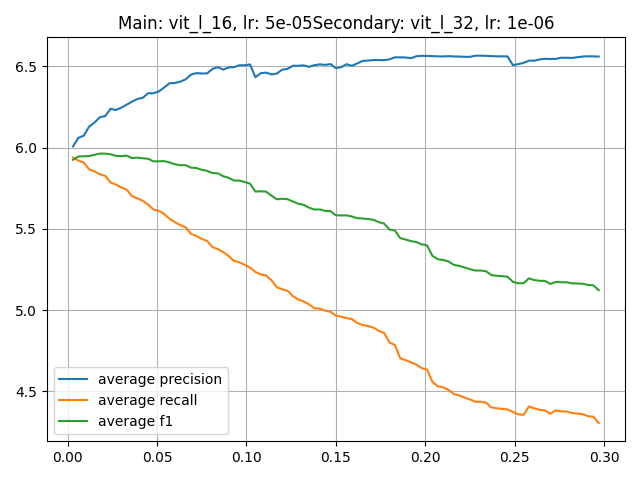 Main: vit_l_16, lr: 5e-05Secondary: vit_l_32, lr: 1e-06
6.5
6.0
5.5
5.0
4.5
average precision
average recall
average f1
0.00 0.05 0.10 0.15 0.20 0.25 0.30